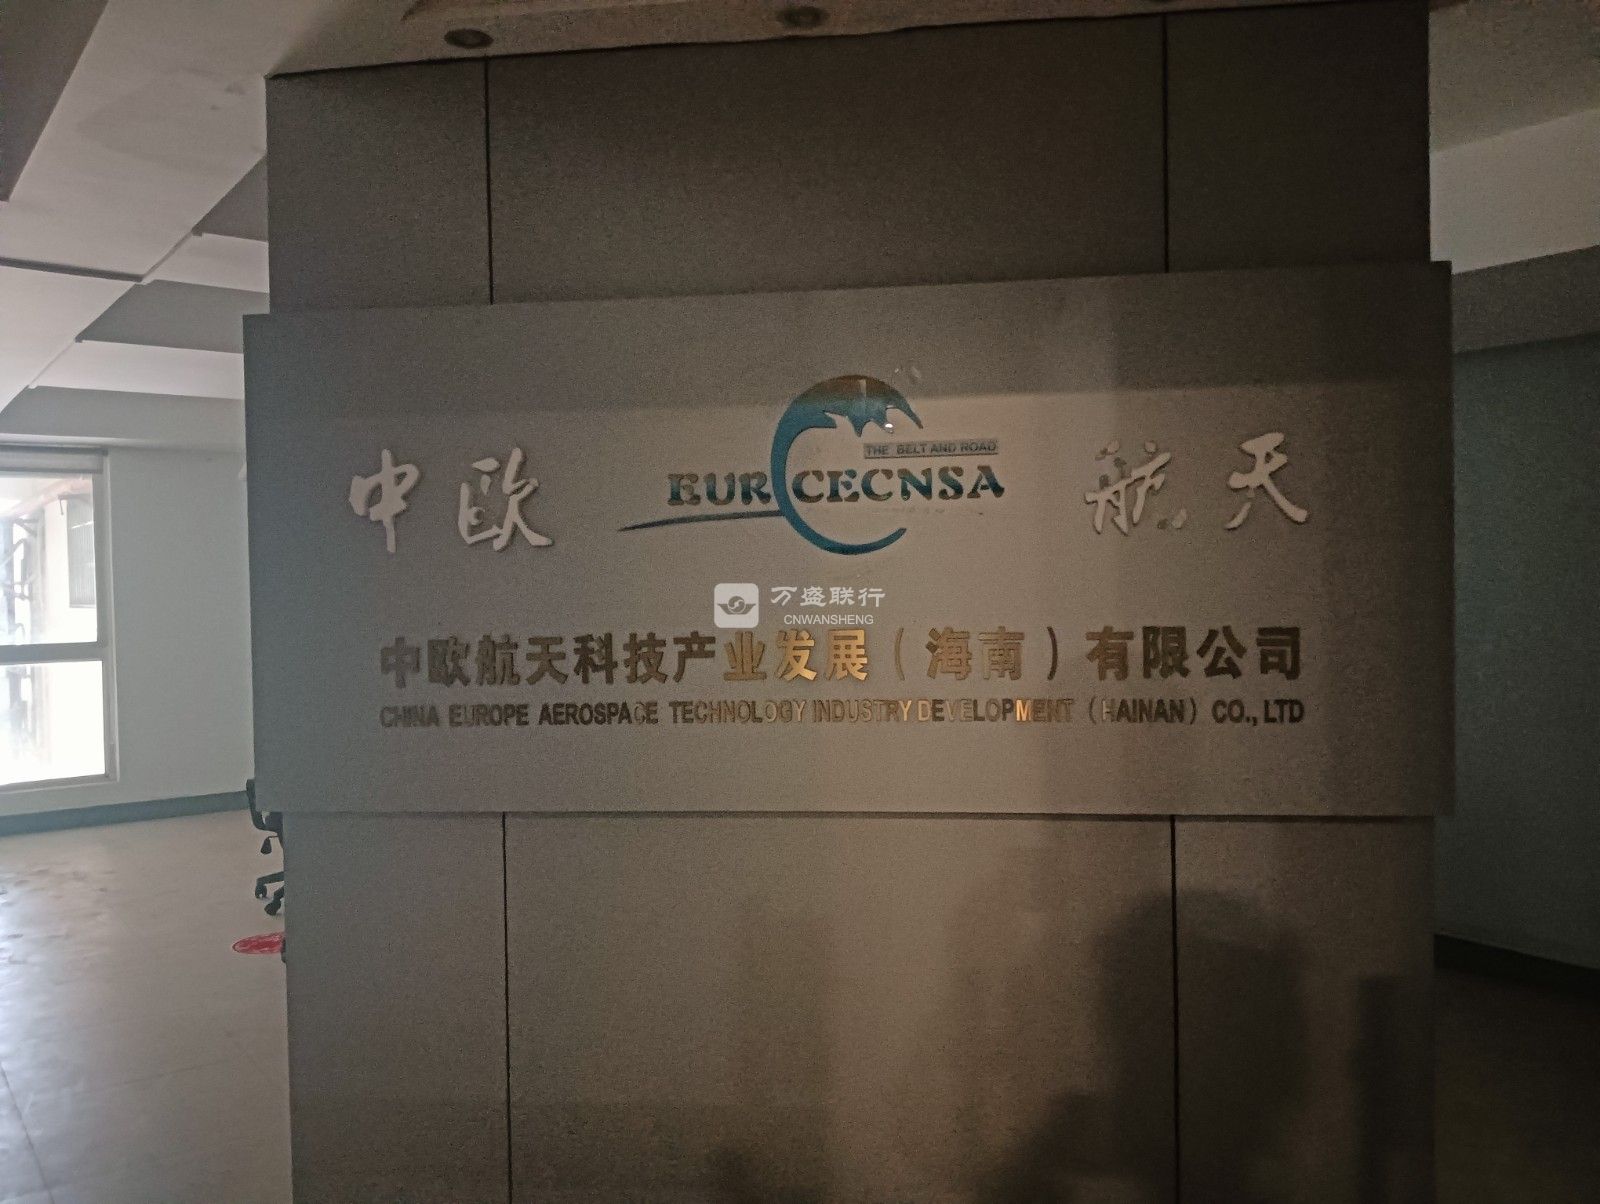 THE BELT AND ROAD
中欧 EUROCECNSA 航天
万盛联行
CNWANSHENG
中欧航天科技产业发展（海南）有限公司
CHINA EUROPE AEROSPACE TECHNOLOGY INDUSTRY DEVELOPMENT (HAINAN) CO., LTD